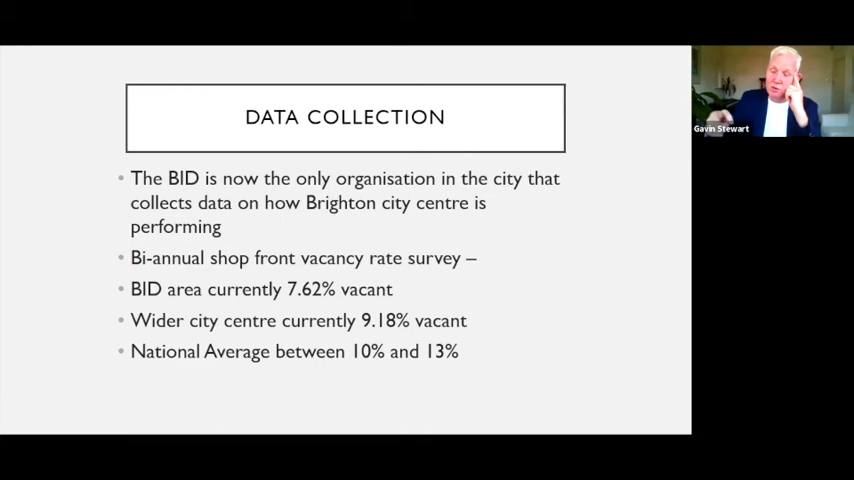 DATA COLLECTION
The BID is now the only organisation in the city that
collects data on how Brighton city centre is
performing
Bi-annual shop front vacancy rate survey –
BID area currently 7.62% vacant
Wider city centre currently 9.18% vacant
National Average between 10% and 13%
Gavin Stewart